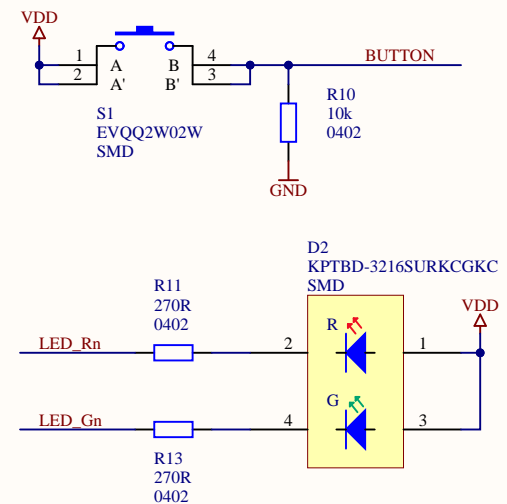 VDD
1
2
A
A'
B
B'
4
3
BUTTON
S1
EVQQ2W02W
SMD
R10
10k
0402
GND
D2
KPTBD-3216SURKCGKC
SMD
R11
270R
0402
VDD
LED_Rn
2
R
1
LED_Gn
4
G
3
R13
270R
0402